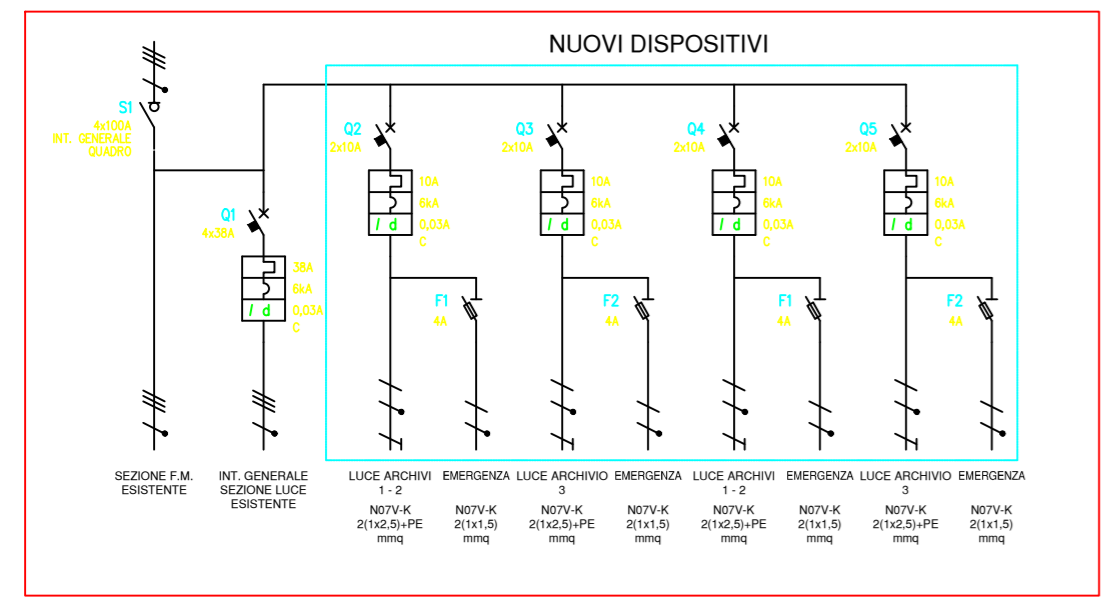 NUOVI DISPOSITIVI
S1
4x100A
INT. GENERALE
QUADRO
Q1
4x38A
38A
6kA
I d
0,03A
C
Q2
2x10A
10A
6kA
I d
0,03A
C
F1
4A
Q3
2x10A
10A
6kA
I d
0,03A
C
F2
4A
Q4
2x10A
10A
6kA
I d
0,03A
C
F1
4A
Q5
2x10A
10A
6kA
I d
0,03A
C
F2
4A
SEZIONE F.M.
ESISTENTE
INT. GENERALE
SEZIONE LUCE
ESISTENTE
LUCE ARCHIVI
1 - 2
N07V-K
2(1x2,5)+PE
mmq
EMERGENZA
N07V-K
2(1x1,5)
mmq
LUCE ARCHIVIO
3
N07V-K
2(1x2,5)+PE
mmq
EMERGENZA
N07V-K
2(1x1,5)
mmq
LUCE ARCHIVI
1 - 2
N07V-K
2(1x2,5)+PE
mmq
EMERGENZA
N07V-K
2(1x1,5)
mmq
LUCE ARCHIVIO
3
N07V-K
2(1x2,5)+PE
mmq
EMERGENZA
N07V-K
2(1x1,5)
mmq